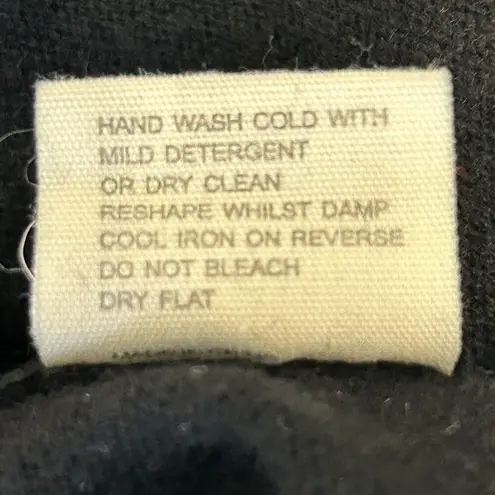 HAND WASH COLD WITH
MILD DETERGENT
OR DRY CLEAN
RESHAPE WHILST DAMP
COOL IRON ON REVERSE
DO NOT BLEACH
DRY FLAT